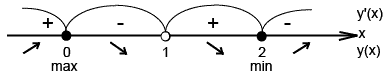 + - + - y'(x)
x
0 1 2 y(x)
max min